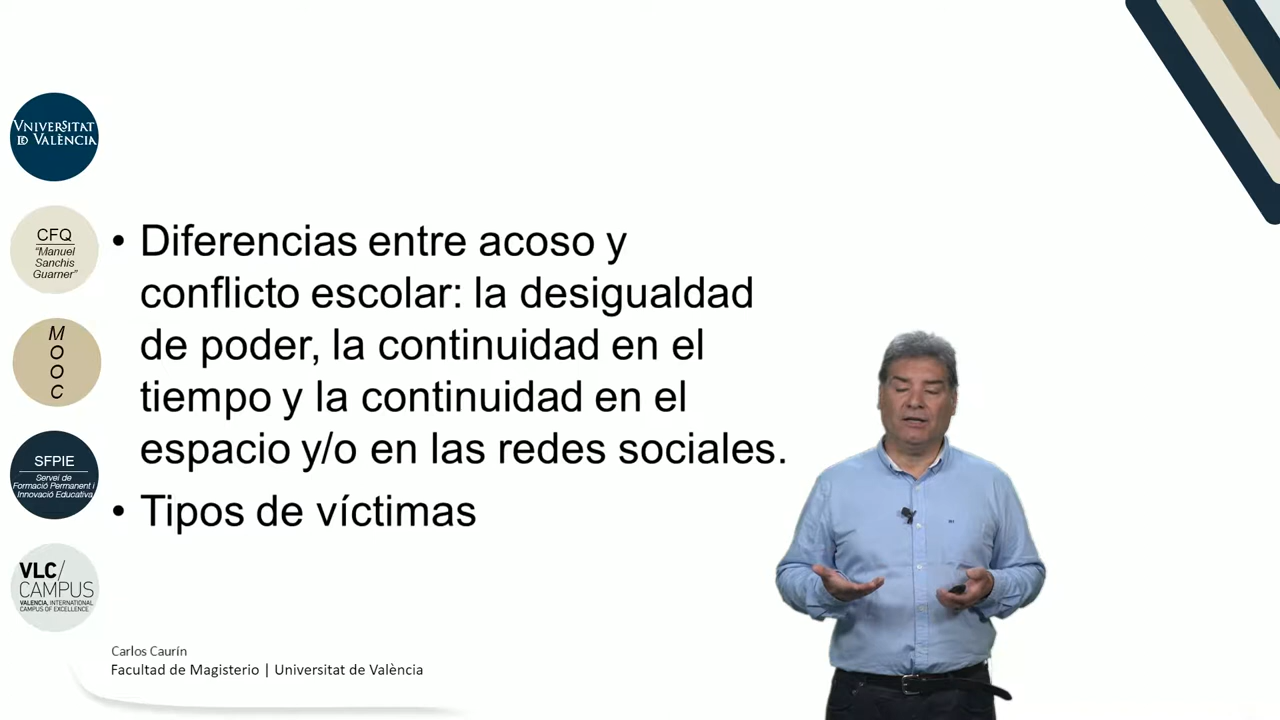 VNIVERSITAT
ID VALÈNCIA
CFQ
"Manuel
Sanchis
Guarner"
M
O
O
C
SFPIE
Servei de
Formació Permanent i
Innovació Educativa
VLC/
CAMPUS
VALENCIA, INTERNATIONAL
CAMPUS OF EXCELLENCE
• Diferencias entre acoso y
conflicto escolar: la desigualdad
de poder, la continuidad en el
tiempo y la continuidad en el
espacio y/o en las redes sociales.
• Tipos de víctimas
Carlos Caurín
Facultad de Magisterio | Universitat de València